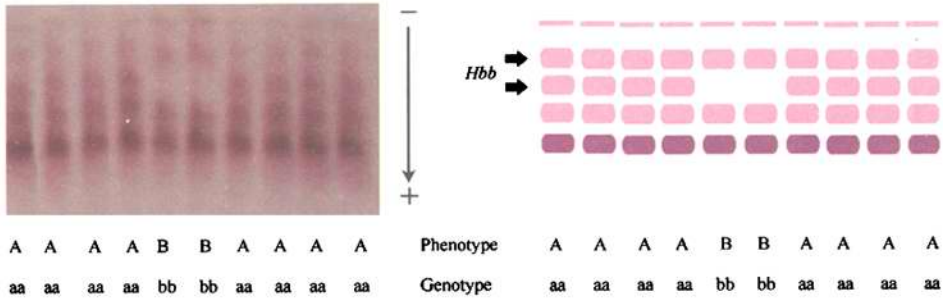 −
Hbb
+
A A A A B B A A A A Phenotype A A A A B B A A A A
aa aa aa aa bb bb aa aa aa aa Genotype aa aa aa aa bb bb aa aa aa aa